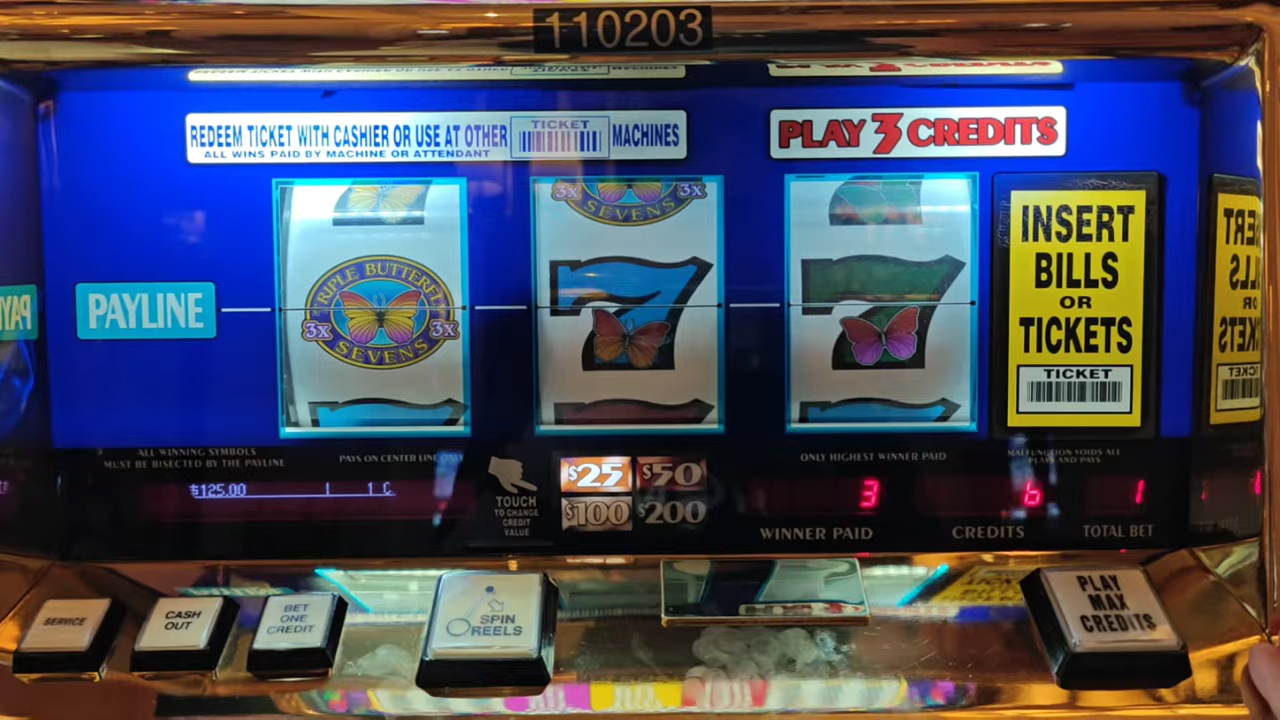 110203
REDEEM TICKET WITH CASHIER OR USE AT OTHER TICKET MACHINES
ALL WINS PAID BY MACHINE OR ATTENDANT
PLAY 3 CREDITS
3X 3X
SEVENS
INSERT
BILLS
OR
TICKETS
TICKET
PAYLINE
TRIPLE BUTTERFLY
3X 3X
SEVENS
7
7
ALL WINNING SYMBOLS
MUST BE BISECTED BY THE PAYLINE
PAYS ON CENTER LINE ONLY
ONLY HIGHEST WINNER PAID
MALFUNCTION VOIDS ALL
PLAYS AND PAYS
$125.00
1 C
TOUCH
TO CHANGE
CREDIT
VALUE
$25 $50
$100 $200
3
6
1
WINNER PAID
CREDITS
TOTAL BET
SERVICE
CASH
OUT
BET
ONE
CREDIT
SPIN
REELS
PLAY
MAX
CREDITS